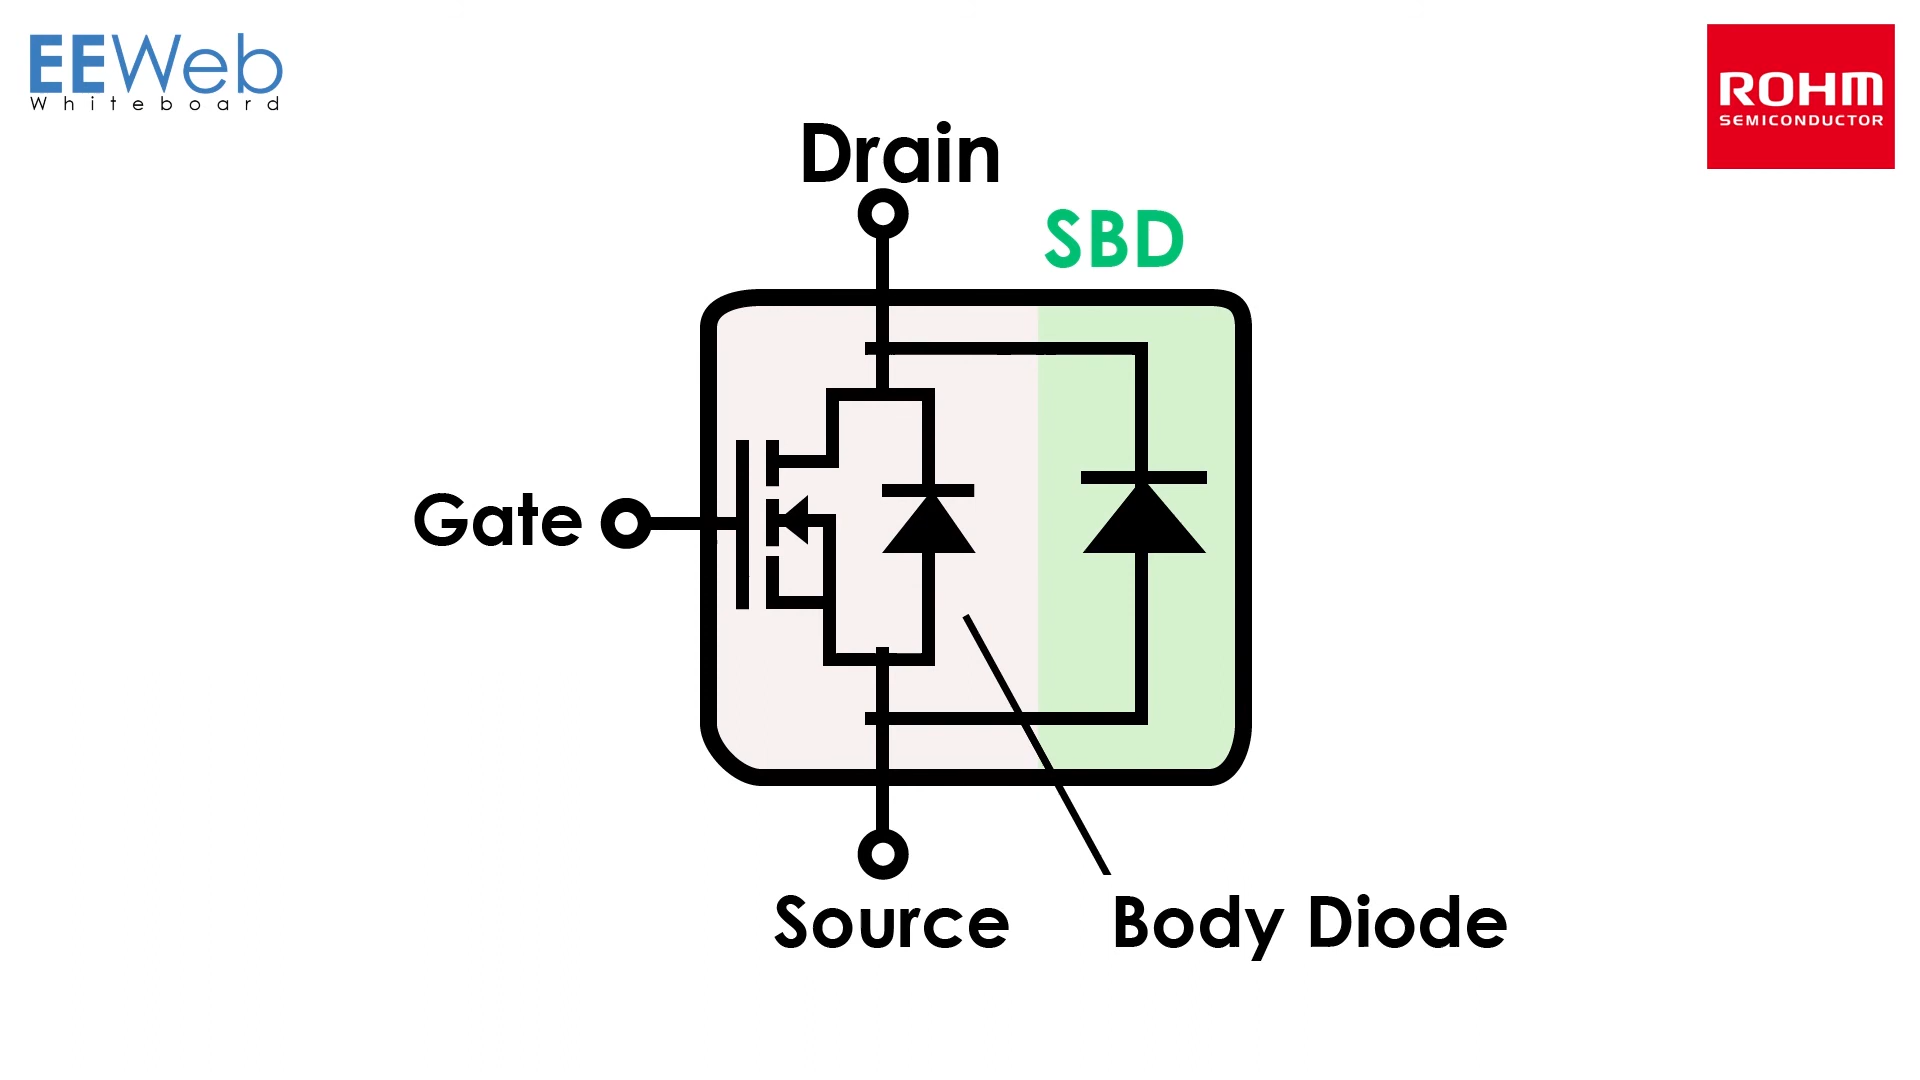 EEWeb
Whiteboard
ROHM
SEMICONDUCTOR
Drain
SBD
Gate
Source
Body Diode